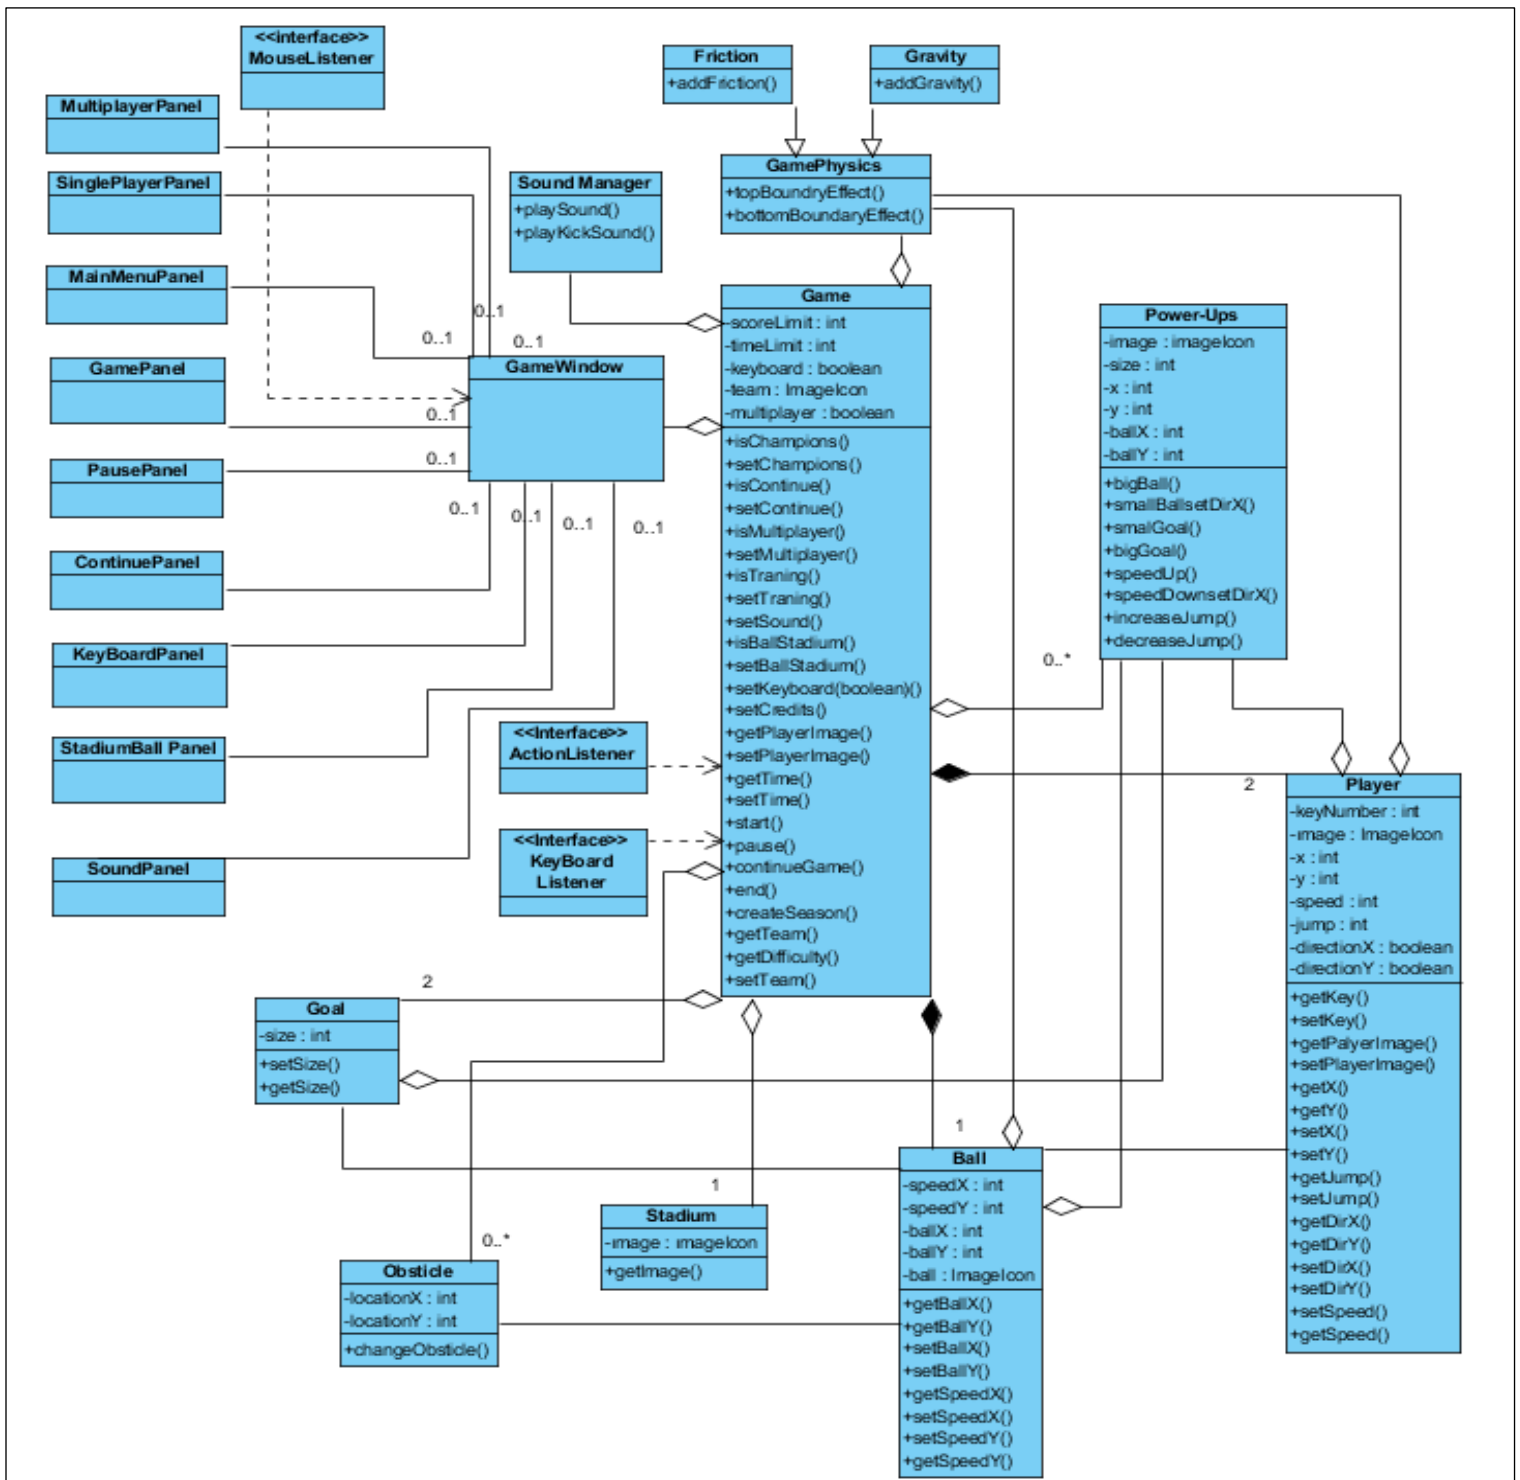 <<interface>>
MouseListener
MultiplayerPanel
SinglePlayerPanel
MainMenuPanel
GamePanel
PausePanel
ContinuePanel
KeyBoardPanel
StadiumBall Panel
SoundPanel
Friction
+addFriction()
Gravity
+addGravity()
GamePhysics
+topBoundryEffect()
+bottomBoundaryEffect()
Sound Manager
+playSound()
+playKickSound()
0..1
0..1
0..1
GameWindow
0..1
0..1
0..1
0..1
0..1
0..1
Game
-scoreLimit : int
-timeLimit : int
-keyboard : boolean
-team : ImageIcon
-multiplayer : boolean
+isChampions()
+setChampions()
+isContinue()
+setContinue()
+isMultiplayer()
+setMultiplayer()
+isTraning()
+setTraning()
+setSound()
+isBallStadium()
+setBallStadium()
+setKeyboard(boolean)()
+setCredits()
+getPlayerImage()
+setPlayerImage()
+getTime()
+setTime()
+start()
+pause()
+continueGame()
+end()
+createSeason()
+getTeam()
+getDifficulty()
+setTeam()
Power-Ups
-image : imageIcon
-size : int
-x : int
-y : int
-ballX : int
-ballY : int
+bigBall()
+smallBallsetDirX()
+smalGoal()
+bigGoal()
+speedUp()
+speedDownsetDirX()
+increaseJump()
+decreaseJump()
0..*
<<Interface>>
ActionListener
<<Interface>>
KeyBoard
Listener
2
Player
-keyNumber : int
-image : ImageIcon
-x : int
-y : int
-speed : int
-jump : int
-directionX : boolean
-directionY : boolean
+getKey()
+setKey()
+getPalyerImage()
+setPlayerImage()
+getX()
+getY()
+setX()
+setY()
+getJump()
+setJump()
+getDirX()
+getDirY()
+setDirX()
+setDirY()
+setSpeed()
+getSpeed()
2
Goal
-size : int
+setSize()
+getSize()
1
Stadium
-image : imageIcon
+getImage()
0..*
Obsticle
-locationX : int
-locationY : int
+changeObsticle()
1
Ball
-speedX : int
-speedY : int
-ballX : int
-ballY : int
-ball : ImageIcon
+getBallX()
+getBallY()
+setBallX()
+setBallY()
+getSpeedX()
+setSpeedX()
+setSpeedY()
+getSpeedY()